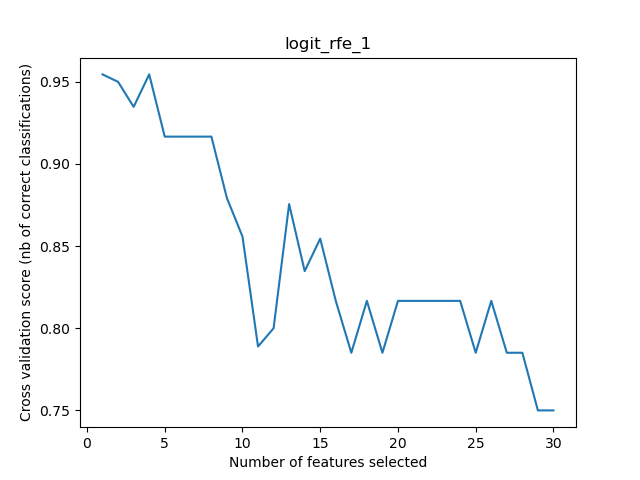 logit_rfe_1
Cross validation score (nb of correct classifications)
0.95
0.90
0.85
0.80
0.75
0 5 10 15 20 25 30
Number of features selected